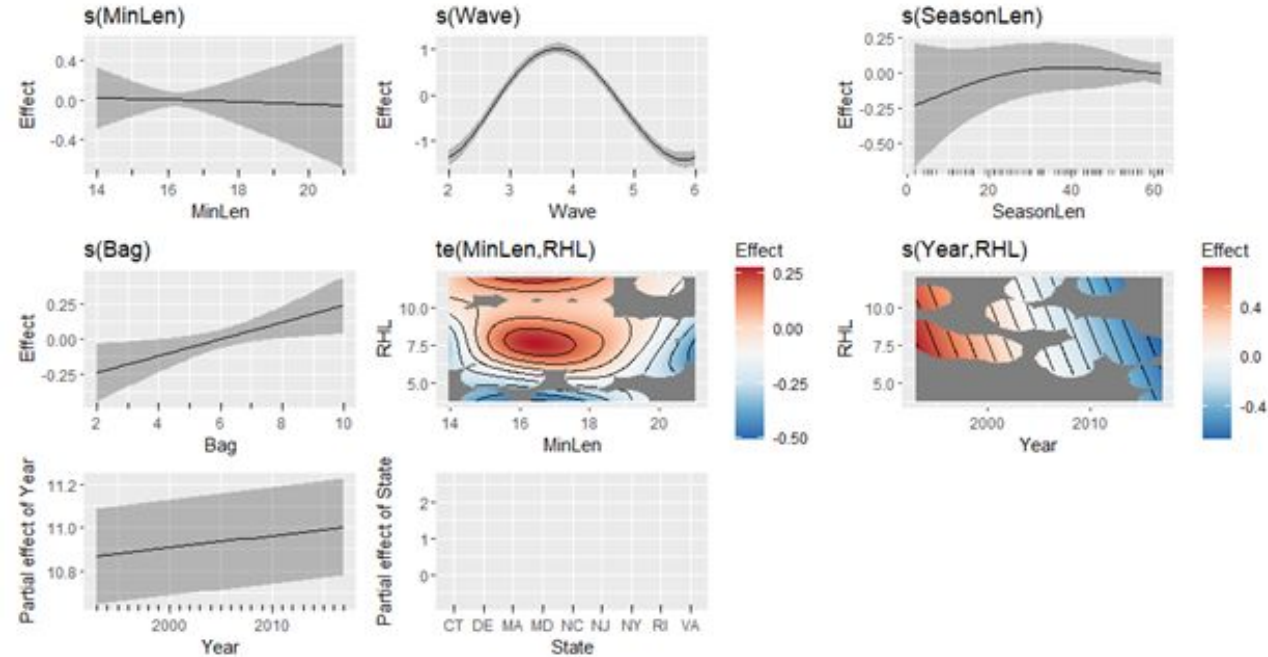 s(MinLen)
Effect
0.4
0.0
-0.4
14 16 18 20
MinLen
s(Wave)
Effect
1
0
-1
2 3 4 5 6
Wave
s(SeasonLen)
Effect
0.25
0.00
-0.25
-0.50
0 20 40 60
SeasonLen
s(Bag)
Effect
0.25
0.00
-0.25
2 4 6 8 10
Bag
te(MinLen,RHL)
RHL
10.0
7.5
5.0
14 16 18 20
MinLen
Effect
0.25
0.00
-0.25
-0.50
s(Year,RHL)
RHL
10.0
7.5
5.0
2000 2010
Year
Effect
0.4
0.0
-0.4
Partial effect of Year
11.2
11.0
10.8
2000 2010
Year
Partial effect of State
2
1
0
CT DE MA MD NC NJ NY RI VA
State